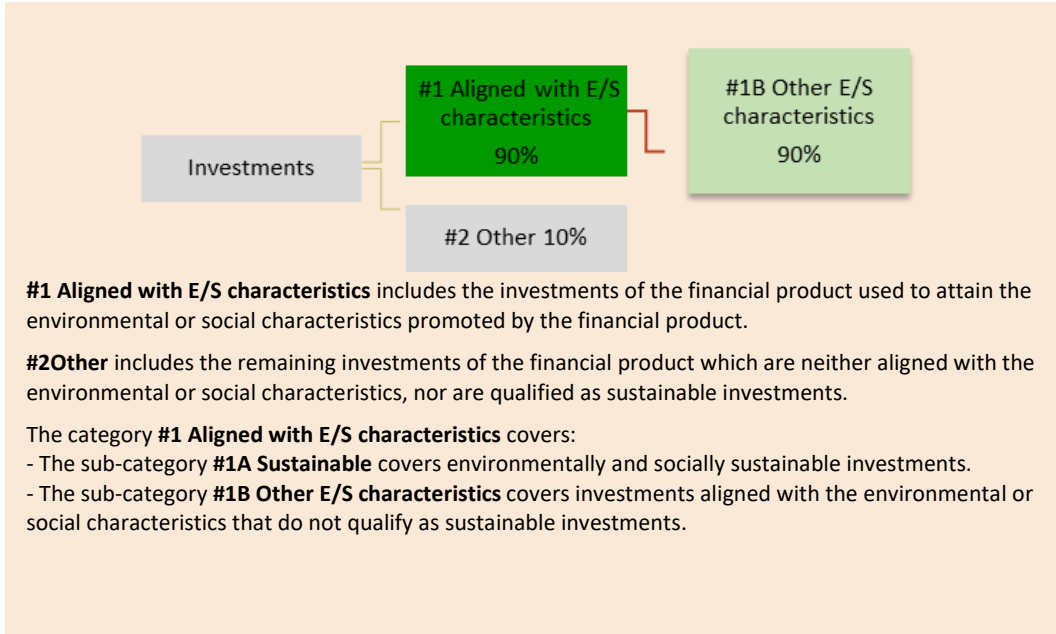 #1 Aligned with E/S
characteristics
90%
#1B Other E/S
characteristics
90%
Investments
#2 Other 10%
#1 Aligned with E/S characteristics includes the investments of the financial product used to attain the
environmental or social characteristics promoted by the financial product.
#2Other includes the remaining investments of the financial product which are neither aligned with the
environmental or social characteristics, nor are qualified as sustainable investments.
The category #1 Aligned with E/S characteristics covers:
- The sub-category #1A Sustainable covers environmentally and socially sustainable investments.
- The sub-category #1B Other E/S characteristics covers investments aligned with the environmental or
social characteristics that do not qualify as sustainable investments.